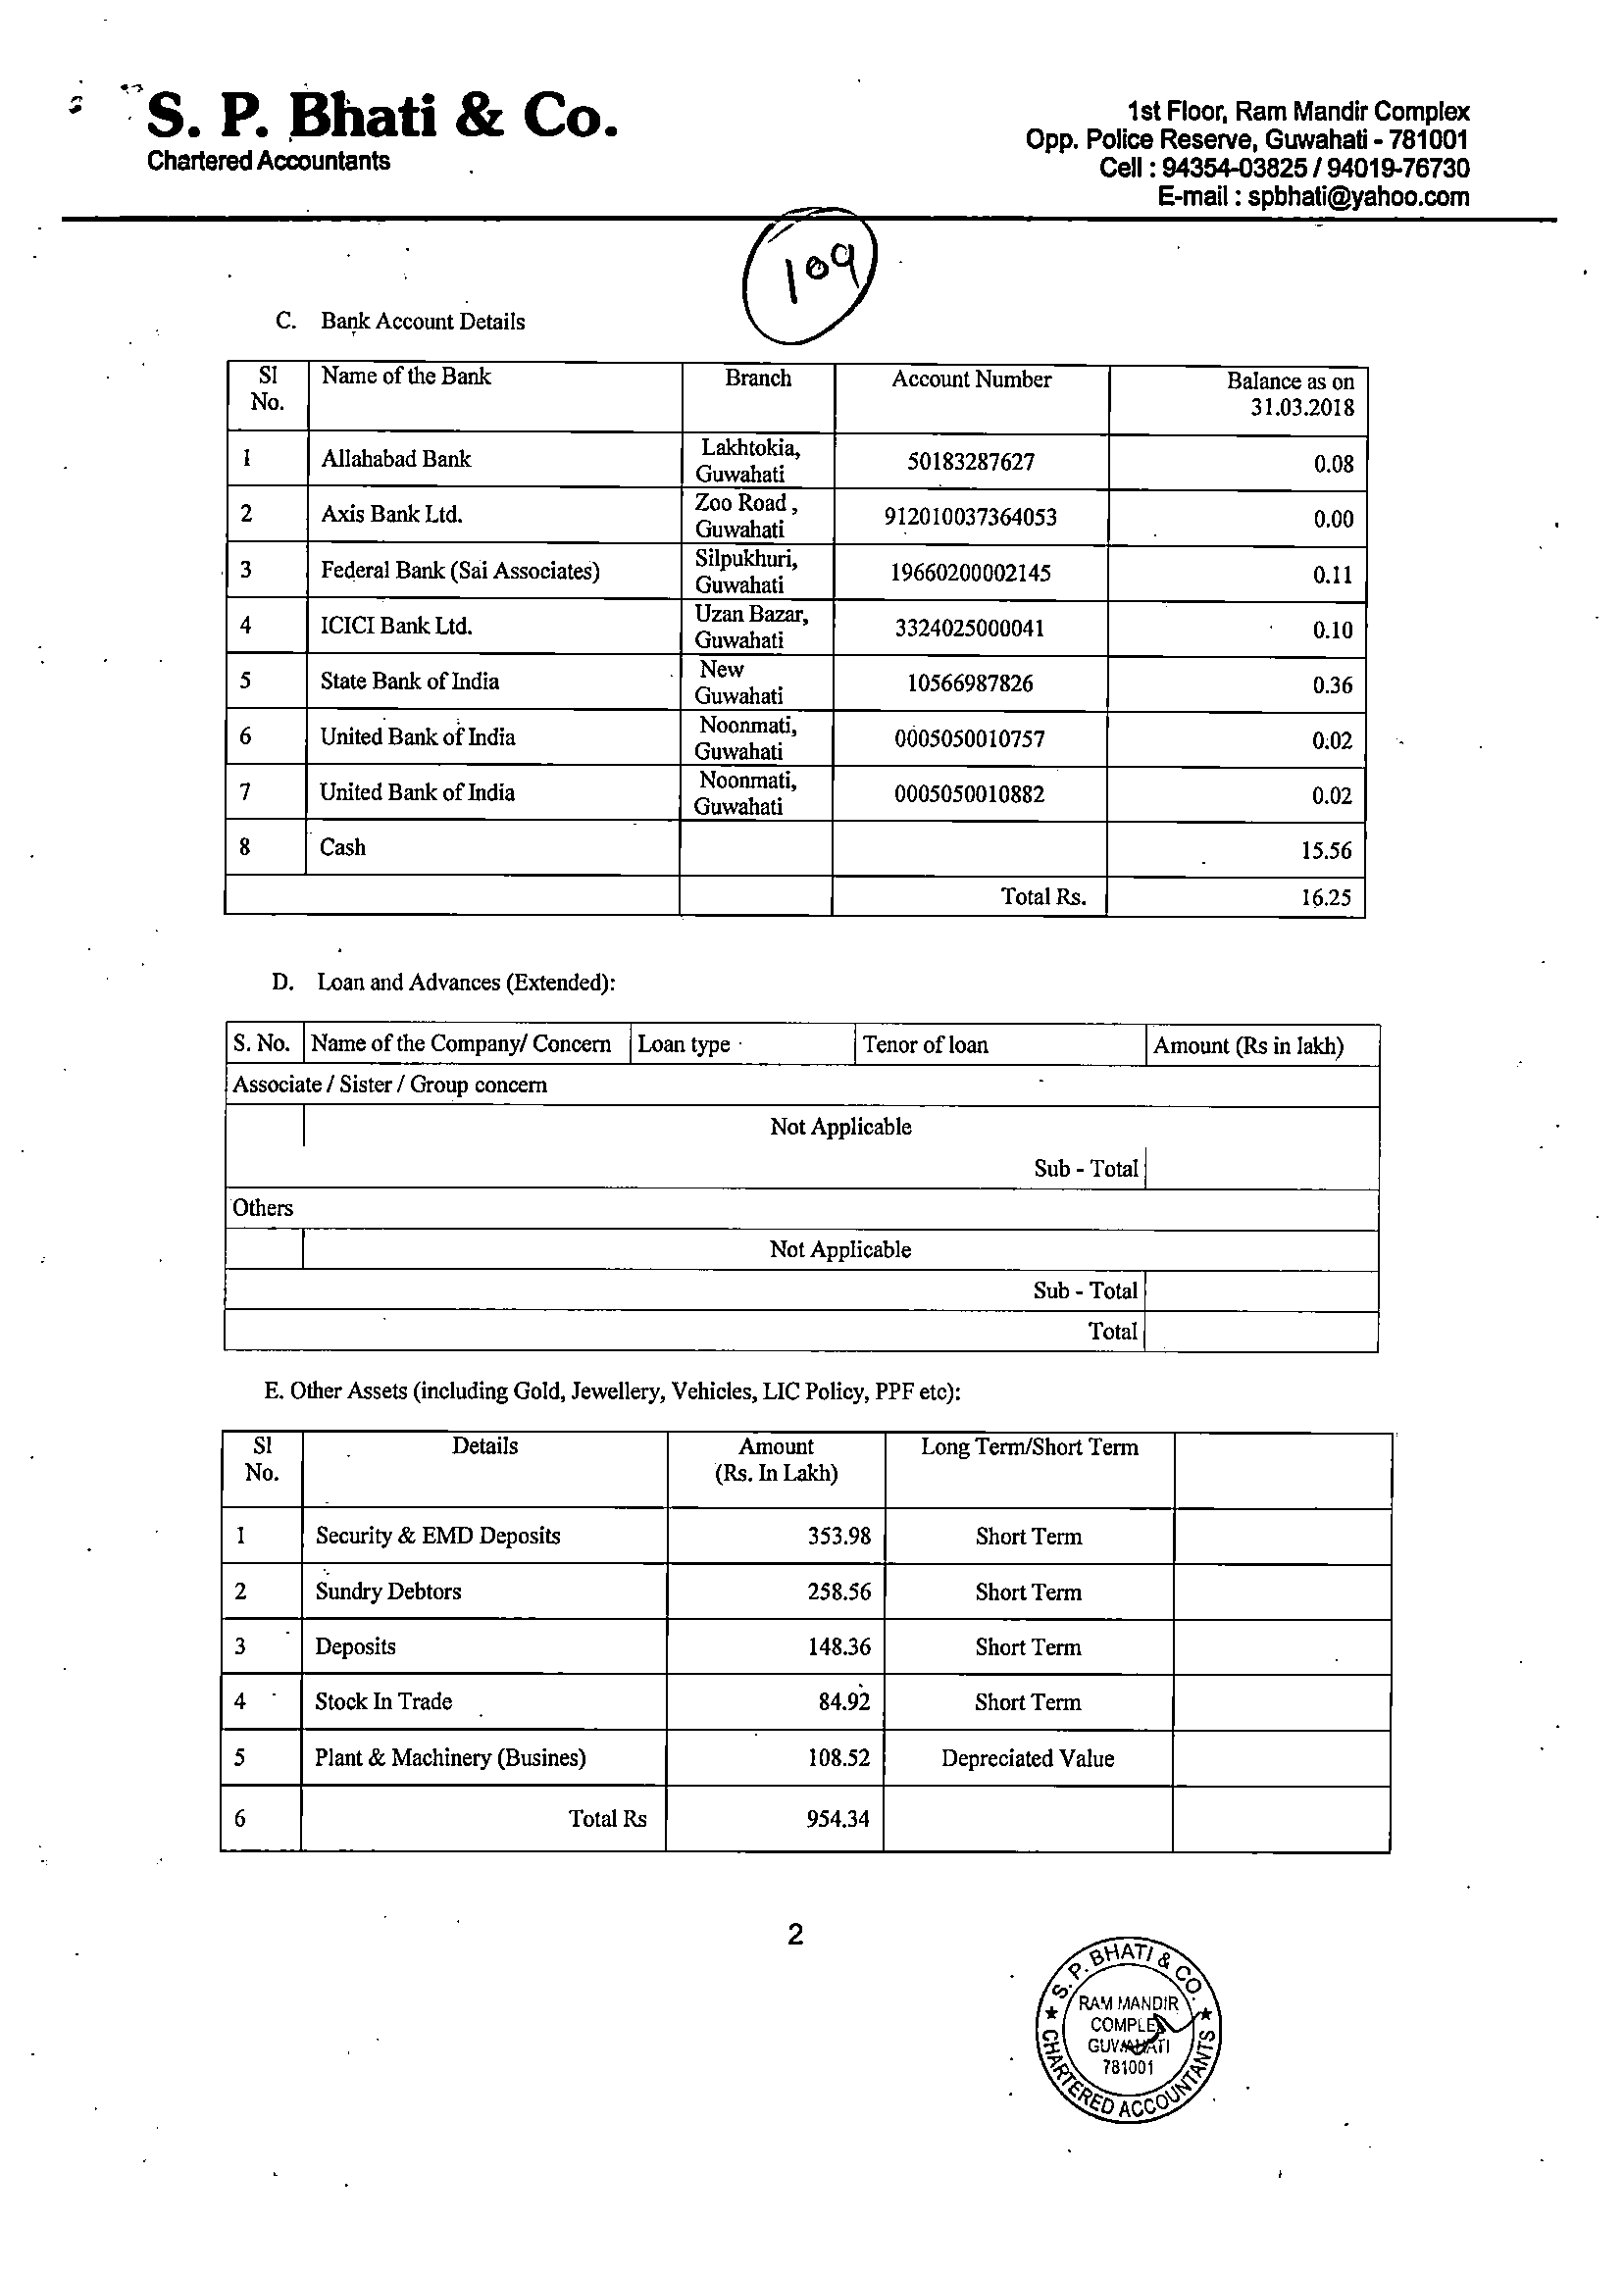 S. P. Bhati & Co.
Chartered Accountants
1st Floor, Ram Mandir Complex
Opp. Police Reserve, Guwahati - 781001
Cell : 94354-03825 / 94019-76730
E-mail : spbhati@yahoo.com
109
C. Bank Account Details
Sl No. Name of the Bank Branch Account Number Balance as on 31.03.2018
1 Allahabad Bank Lakhtokia, Guwahati 50183287627 0.08
2 Axis Bank Ltd. Zoo Road , Guwahati 912010037364053 0.00
3 Federal Bank (Sai Associates) Silpukhuri, Guwahati 19660200002145 0.11
4 ICICI Bank Ltd. Uzan Bazar, Guwahati 3324025000041 0.10
5 State Bank of India New Guwahati 10566987826 0.36
6 United Bank of India Noonmati, Guwahati 0005050010757 0.02
7 United Bank of India Noonmati, Guwahati 0005050010882 0.02
8 Cash 15.56
Total Rs. 16.25
D. Loan and Advances (Extended):
S. No. Name of the Company/ Concern Loan type Tenor of loan Amount (Rs in lakh)
Associate / Sister / Group concern
Not Applicable
Sub - Total
Others
Not Applicable
Sub - Total
Total
E. Other Assets (including Gold, Jewellery, Vehicles, LIC Policy, PPF etc):
Sl No. Details Amount (Rs. In Lakh) Long Term/Short Term
1 Security & EMD Deposits 353.98 Short Term
2 Sundry Debtors 258.56 Short Term
3 Deposits 148.36 Short Term
4 Stock In Trade 84.92 Short Term
5 Plant & Machinery (Busines) 108.52 Depreciated Value
6 Total Rs 954.34
2
★ S. P. BHATI & CO. ★
RAM MANDIR
COMPLEX
GUWAHATI
781001
CHARTERED ACCOUNTANTS